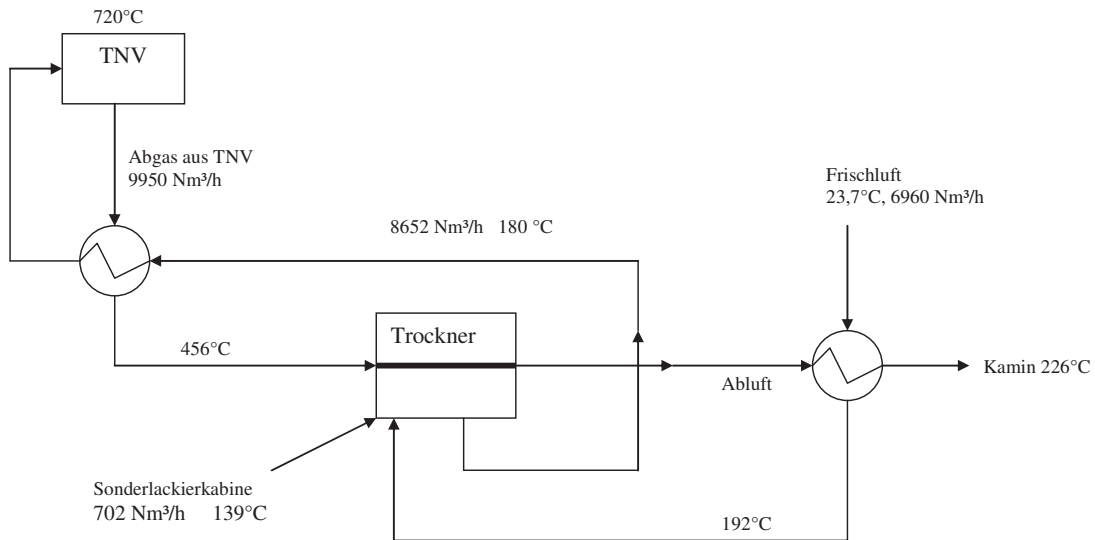 720°C
TNV
Abgas aus TNV
9950 Nm³/h
Frischluft
23,7°C, 6960 Nm³/h
8652 Nm³/h 180 °C
Trockner
456°C
Kamin 226°C
Abluft
Sonderlackierkabine
702 Nm³/h 139°C
192°C